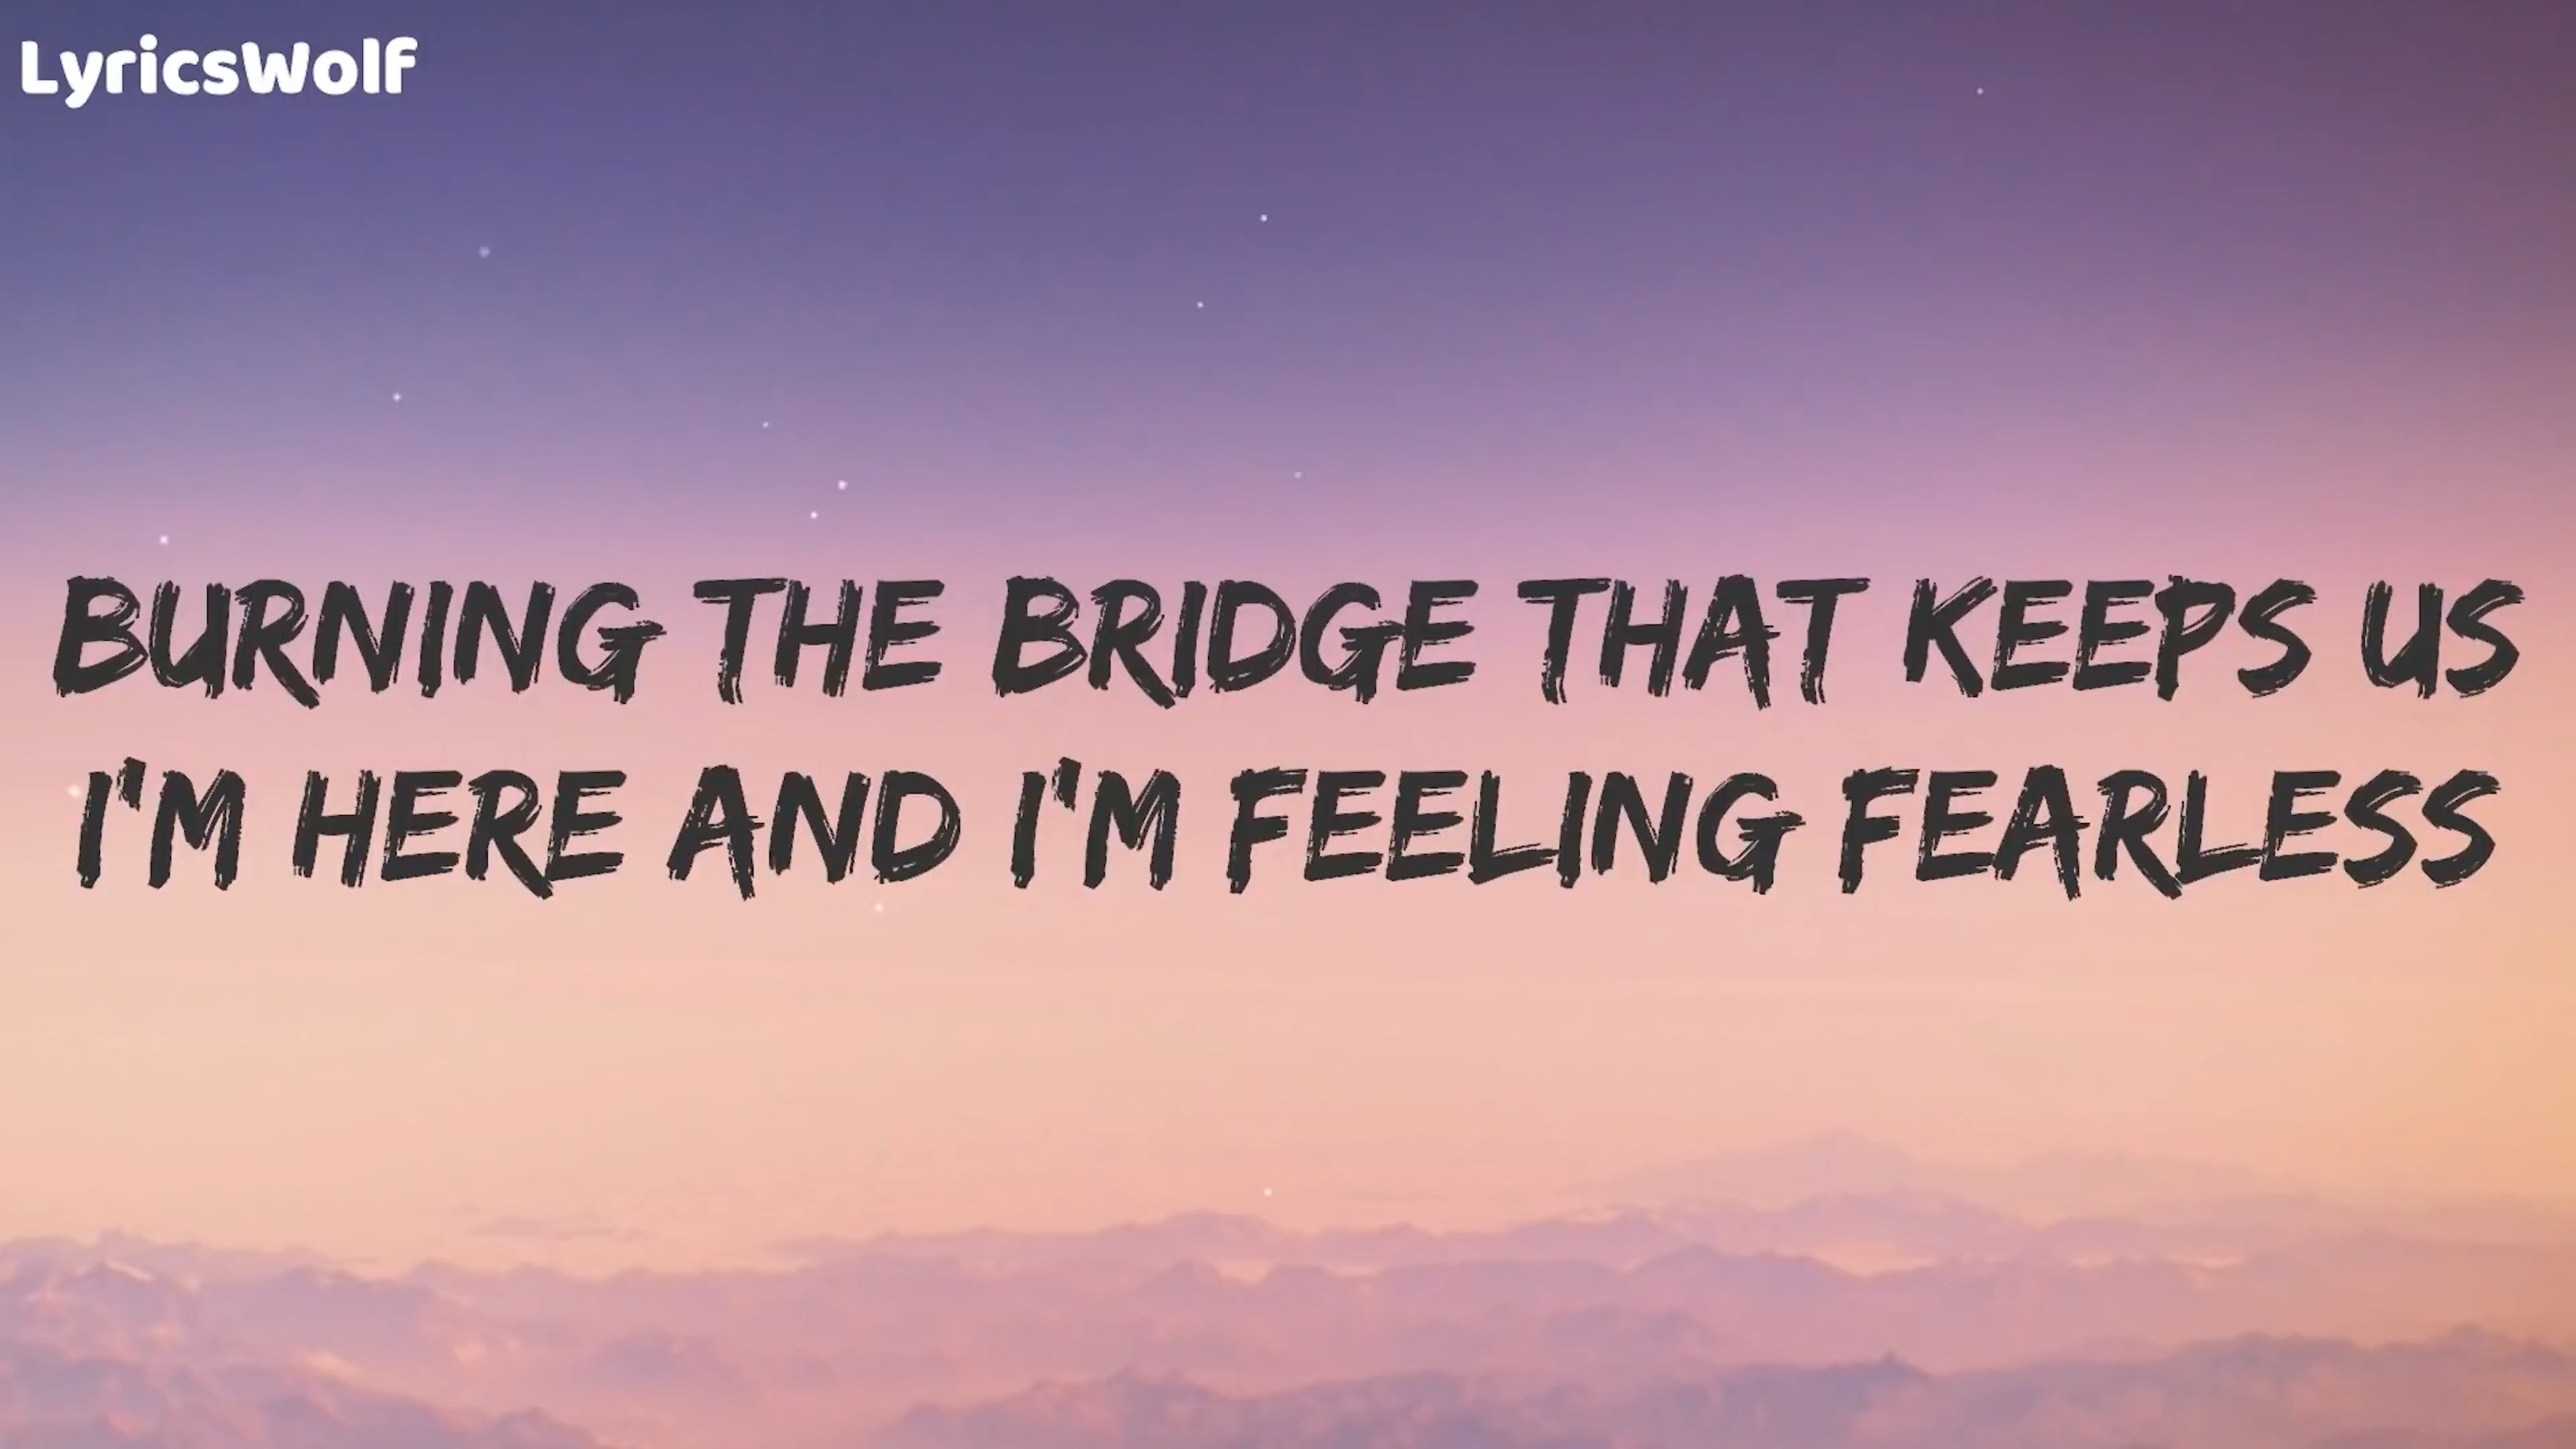 LyricsWolf
BURNING THE BRIDGE THAT KEEPS US
I'M HERE AND I'M FEELING FEARLESS